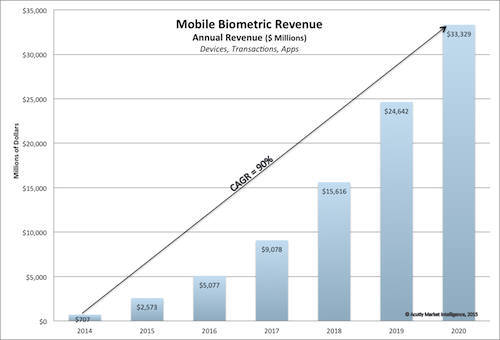 Mobile Biometric Revenue
Annual Revenue ($ Millions)
Devices, Transactions, Apps
Millions of Dollars
$35,000
$30,000
$25,000
$20,000
$15,000
$10,000
$5,000
$0
CAGR = 90%
$707
$2,573
$5,077
$9,078
$15,616
$24,642
$33,329
2014 2015 2016 2017 2018 2019 2020
© Acuity Market Intelligence, 2015